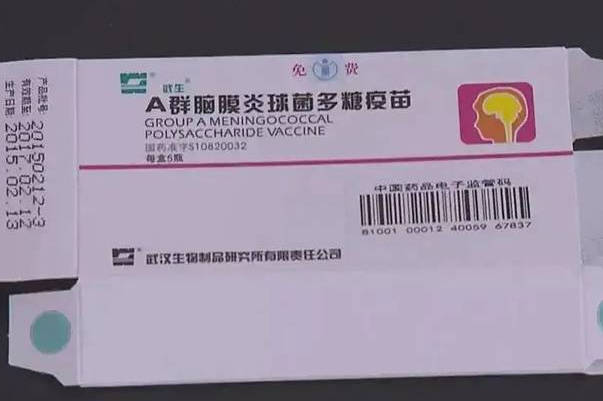 免 费
武生
A群脑膜炎球菌多糖疫苗
GROUP A MENINGOCOCCAL
POLYSACCHARIDE VACCINE
国药准字S10820032
每盒5瓶
中国药品电子监管码
81001 00012 40059 67837
武汉生物制品研究所有限责任公司
产品批号: 201502012-3
有效期至: 2017.02.12
生产日期: 2015.02.13